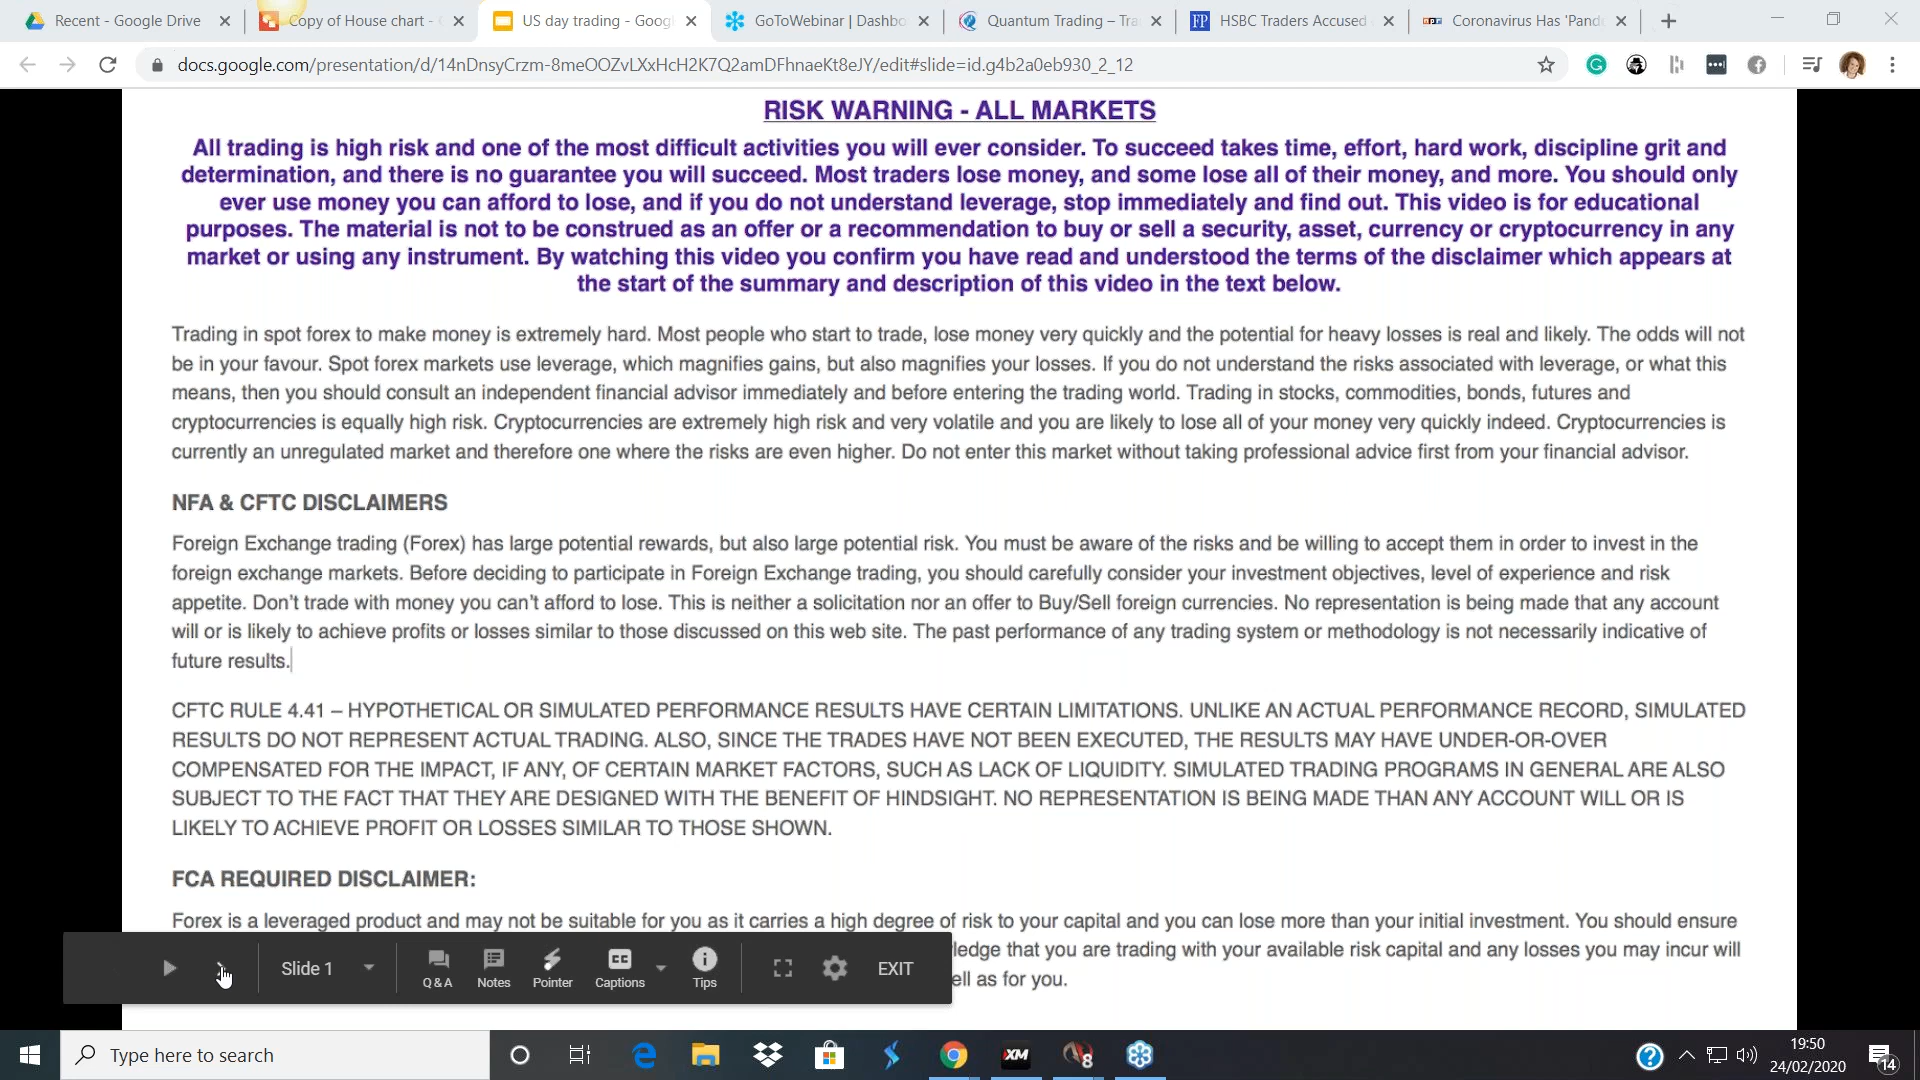 Recent - Google Drive
Copy of House chart - G
US day trading - Googl
GoToWebinar | Dashbo
Quantum Trading – Tra
HSBC Traders Accused
Coronavirus Has 'Pand
docs.google.com/presentation/d/14nDnsyCrzm-8meOOZvLXxHcH2K7Q2amDFhnaeKt8eJY/edit#slide=id.g4b2a0eb930_2_12
RISK WARNING - ALL MARKETS
All trading is high risk and one of the most difficult activities you will ever consider. To succeed takes time, effort, hard work, discipline grit and
determination, and there is no guarantee you will succeed. Most traders lose money, and some lose all of their money, and more. You should only
ever use money you can afford to lose, and if you do not understand leverage, stop immediately and find out. This video is for educational
purposes. The material is not to be construed as an offer or a recommendation to buy or sell a security, asset, currency or cryptocurrency in any
market or using any instrument. By watching this video you confirm you have read and understood the terms of the disclaimer which appears at
the start of the summary and description of this video in the text below.
Trading in spot forex to make money is extremely hard. Most people who start to trade, lose money very quickly and the potential for heavy losses is real and likely. The odds will not
be in your favour. Spot forex markets use leverage, which magnifies gains, but also magnifies your losses. If you do not understand the risks associated with leverage, or what this
means, then you should consult an independent financial advisor immediately and before entering the trading world. Trading in stocks, commodities, bonds, futures and
cryptocurrencies is equally high risk. Cryptocurrencies are extremely high risk and very volatile and you are likely to lose all of your money very quickly indeed. Cryptocurrencies is
currently an unregulated market and therefore one where the risks are even higher. Do not enter this market without taking professional advice first from your financial advisor.
NFA & CFTC DISCLAIMERS
Foreign Exchange trading (Forex) has large potential rewards, but also large potential risk. You must be aware of the risks and be willing to accept them in order to invest in the
foreign exchange markets. Before deciding to participate in Foreign Exchange trading, you should carefully consider your investment objectives, level of experience and risk
appetite. Don't trade with money you can't afford to lose. This is neither a solicitation nor an offer to Buy/Sell foreign currencies. No representation is being made that any account
will or is likely to achieve profits or losses similar to those discussed on this web site. The past performance of any trading system or methodology is not necessarily indicative of
future results.
CFTC RULE 4.41 – HYPOTHETICAL OR SIMULATED PERFORMANCE RESULTS HAVE CERTAIN LIMITATIONS. UNLIKE AN ACTUAL PERFORMANCE RECORD, SIMULATED
RESULTS DO NOT REPRESENT ACTUAL TRADING. ALSO, SINCE THE TRADES HAVE NOT BEEN EXECUTED, THE RESULTS MAY HAVE UNDER-OR-OVER
COMPENSATED FOR THE IMPACT, IF ANY, OF CERTAIN MARKET FACTORS, SUCH AS LACK OF LIQUIDITY. SIMULATED TRADING PROGRAMS IN GENERAL ARE ALSO
SUBJECT TO THE FACT THAT THEY ARE DESIGNED WITH THE BENEFIT OF HINDSIGHT. NO REPRESENTATION IS BEING MADE THAN ANY ACCOUNT WILL OR IS
LIKELY TO ACHIEVE PROFIT OR LOSSES SIMILAR TO THOSE SHOWN.
FCA REQUIRED DISCLAIMER:
Forex is a leveraged product and may not be suitable for you as it carries a high degree of risk to your capital and you can lose more than your initial investment. You should ensure
ledge that you are trading with your available risk capital and any losses you may incur will
ell as for you.
Slide 1
Q&A
Notes
Pointer
Captions
Tips
EXIT
Type here to search
XM
8
19:50
24/02/2020
14